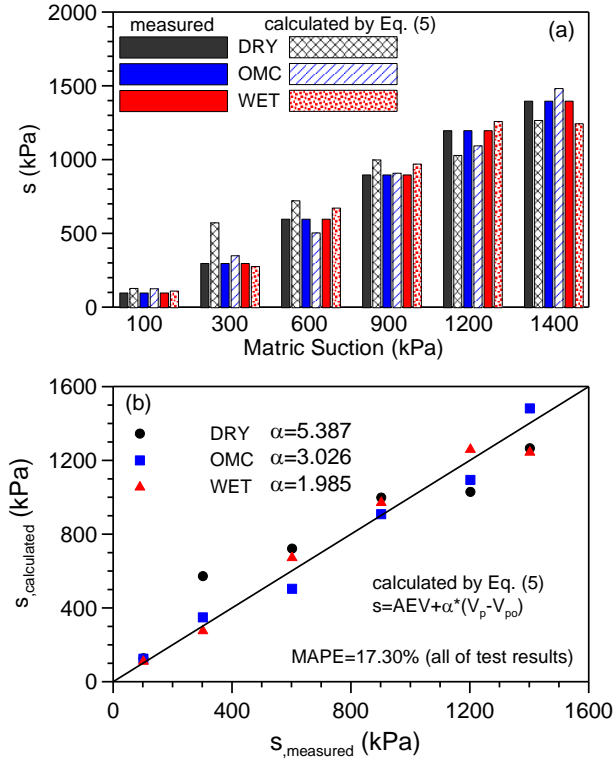 measured calculated by Eq. (5)
DRY
OMC
WET
(a)
2000
1500
1000
500
0
s (kPa)
100 300 600 900 1200 1400
Matric Suction (kPa)
(b)
DRY α=5.387
OMC α=3.026
WET α=1.985
calculated by Eq. (5)
s=AEV+α*(Vp-Vpo)
MAPE=17.30% (all of test results)
1600
1200
800
400
0
s,calculated (kPa)
0 400 800 1200 1600
s,measured (kPa)